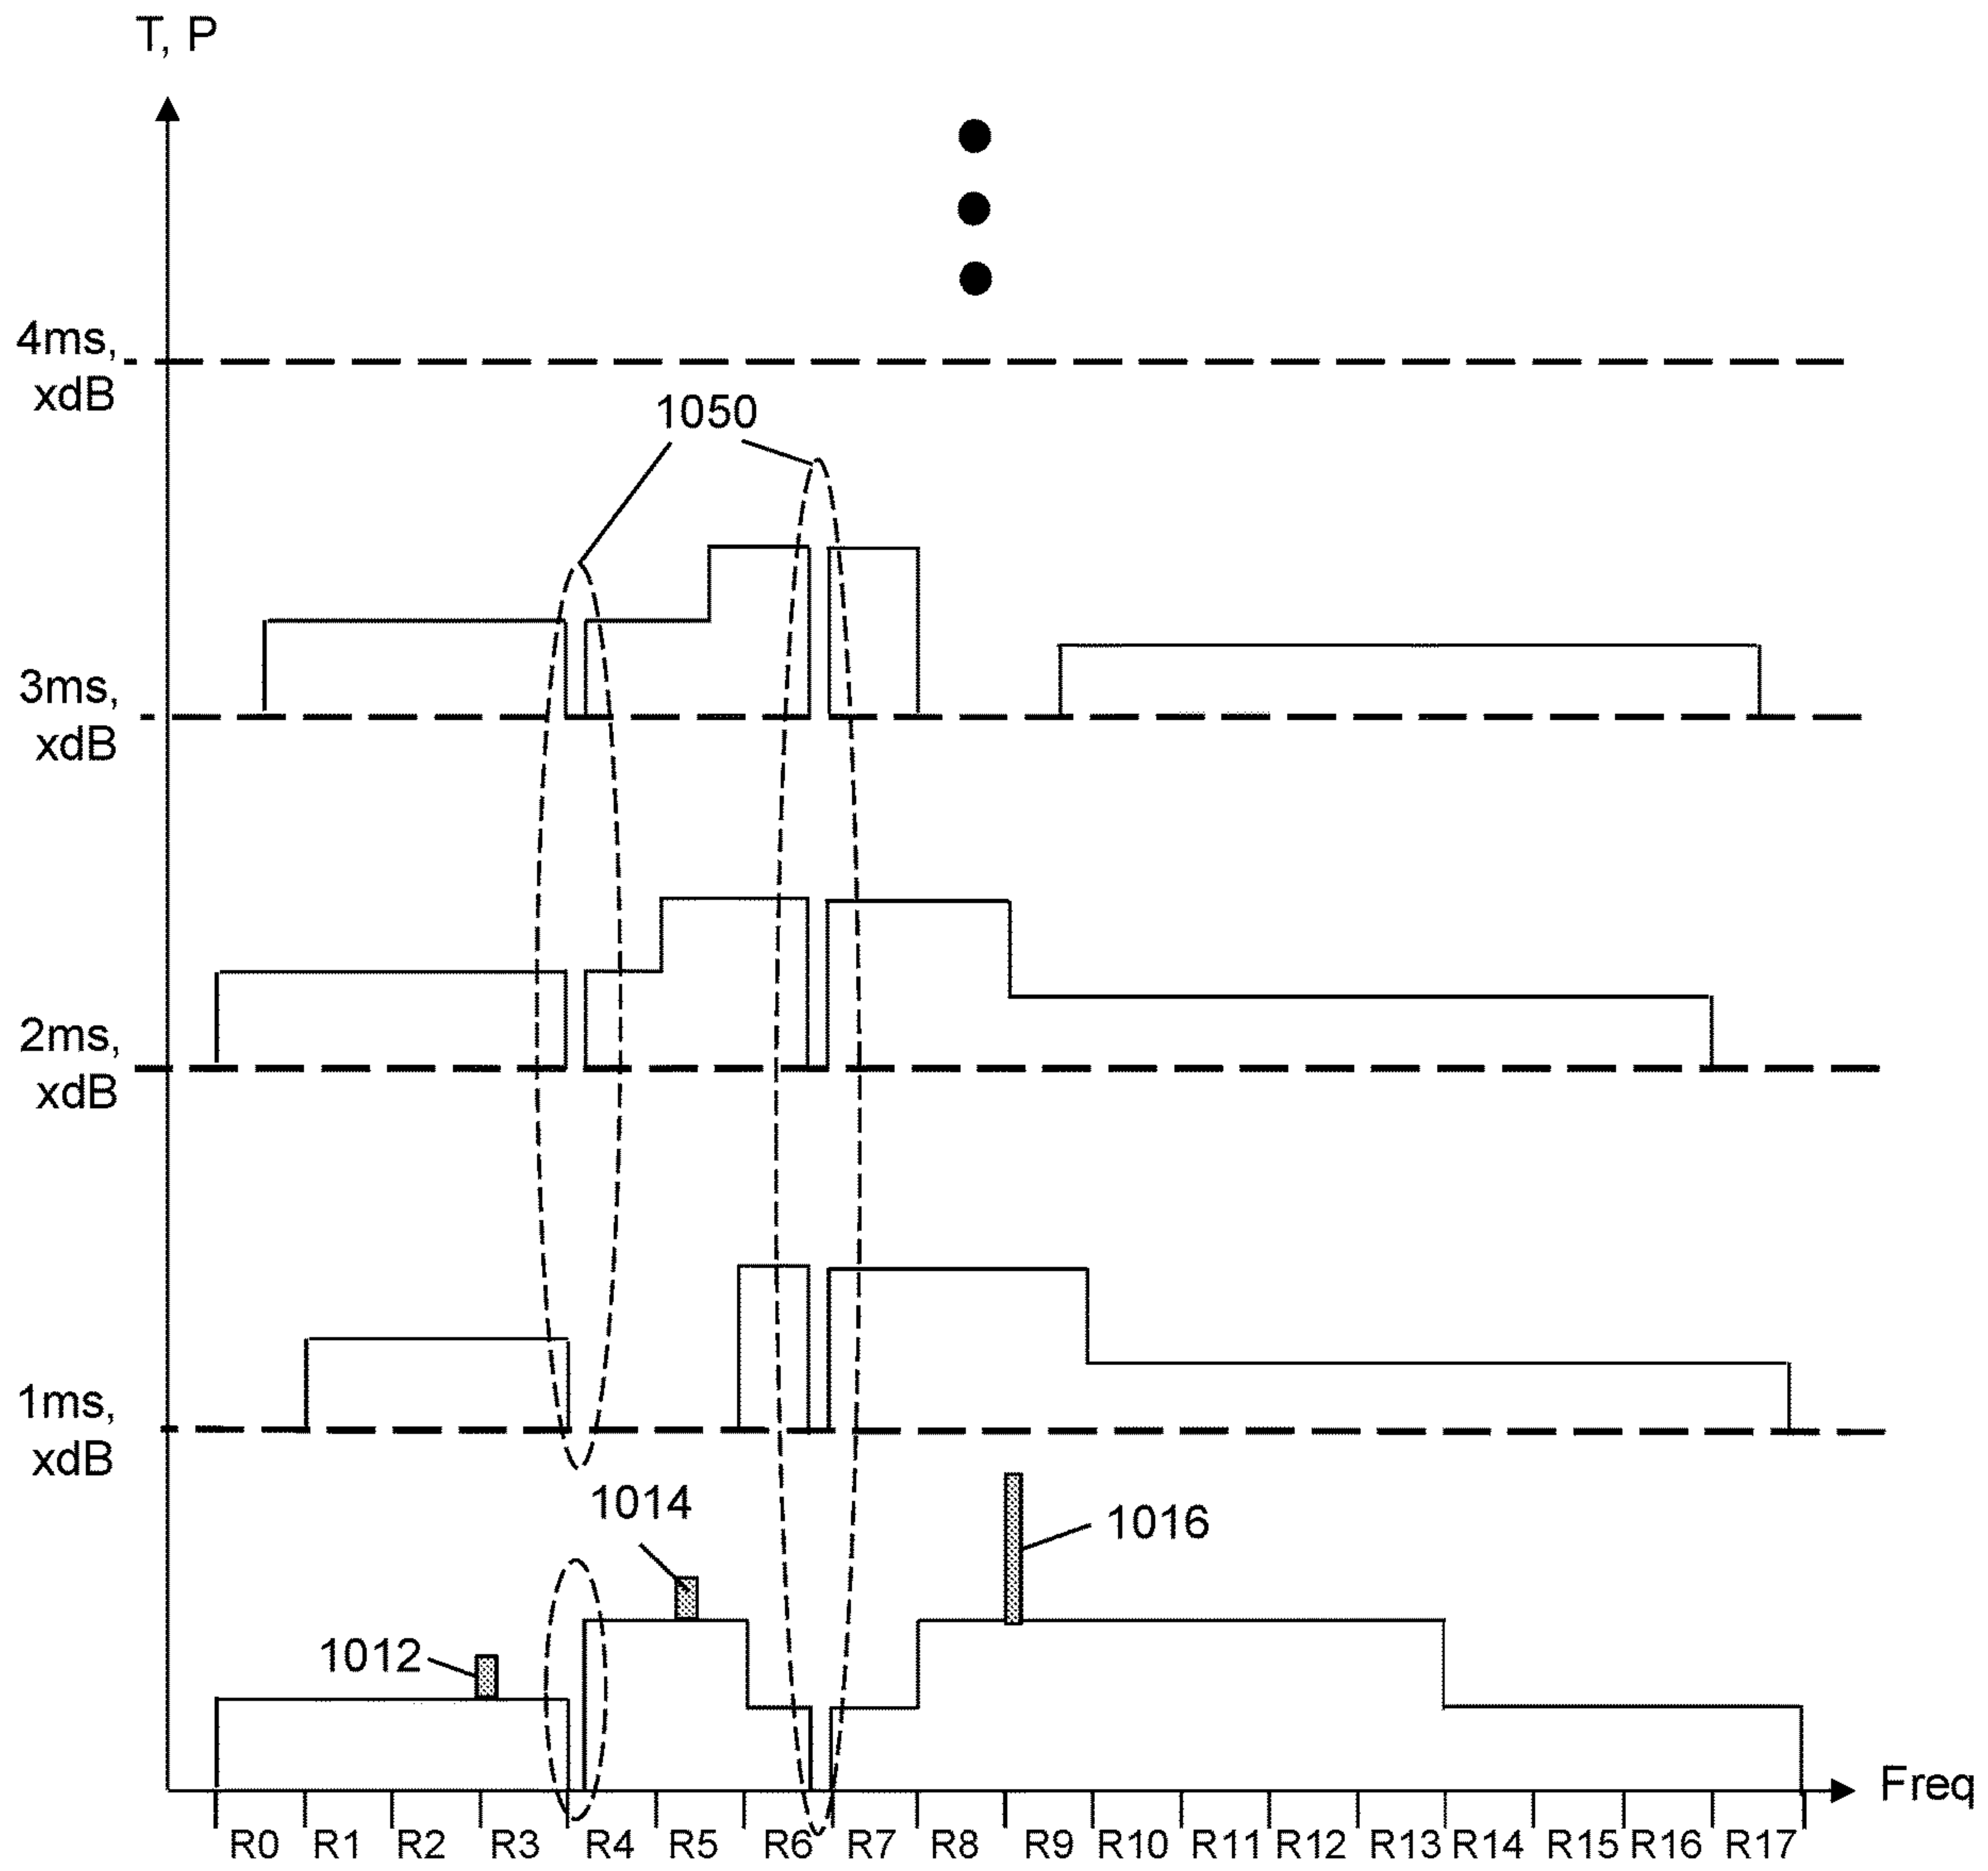 T, P
4ms,
xdB
1050
3ms,
xdB
2ms,
xdB
1ms,
xdB
1014
1016
1012
Freq
R0 R1 R2 R3 R4 R5 R6 R7 R8 R9 R10 R11 R12 R13 R14 R15 R16 R17